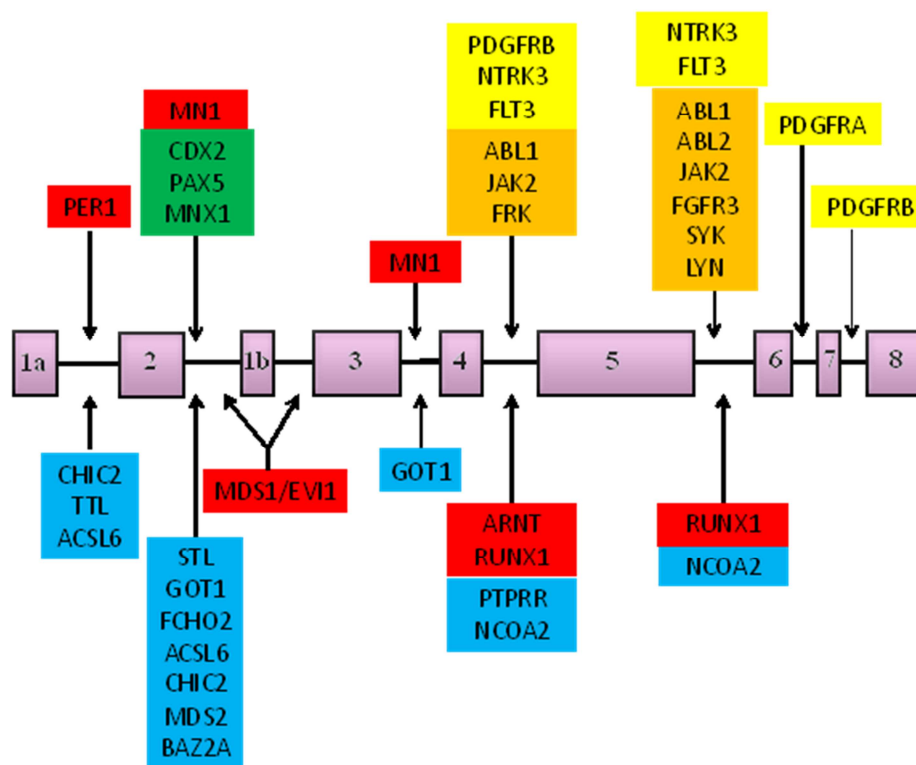 NTRK3
FLT3
PDGFRB
NTRK3
FLT3
MN1
CDX2
PAX5
MNX1
ABL1
JAK2
FRK
ABL1
ABL2
JAK2
FGFR3
SYK
LYN
PDGFRA
PER1
PDGFRB
MN1
1a
2
1b
3
4
5
6
7
8
CHIC2
TTL
ACSL6
MDS1/EVI1
GOT1
STL
GOT1
FCHO2
ACSL6
CHIC2
MDS2
BAZ2A
ARNT
RUNX1
PTPRR
NCOA2
RUNX1
NCOA2